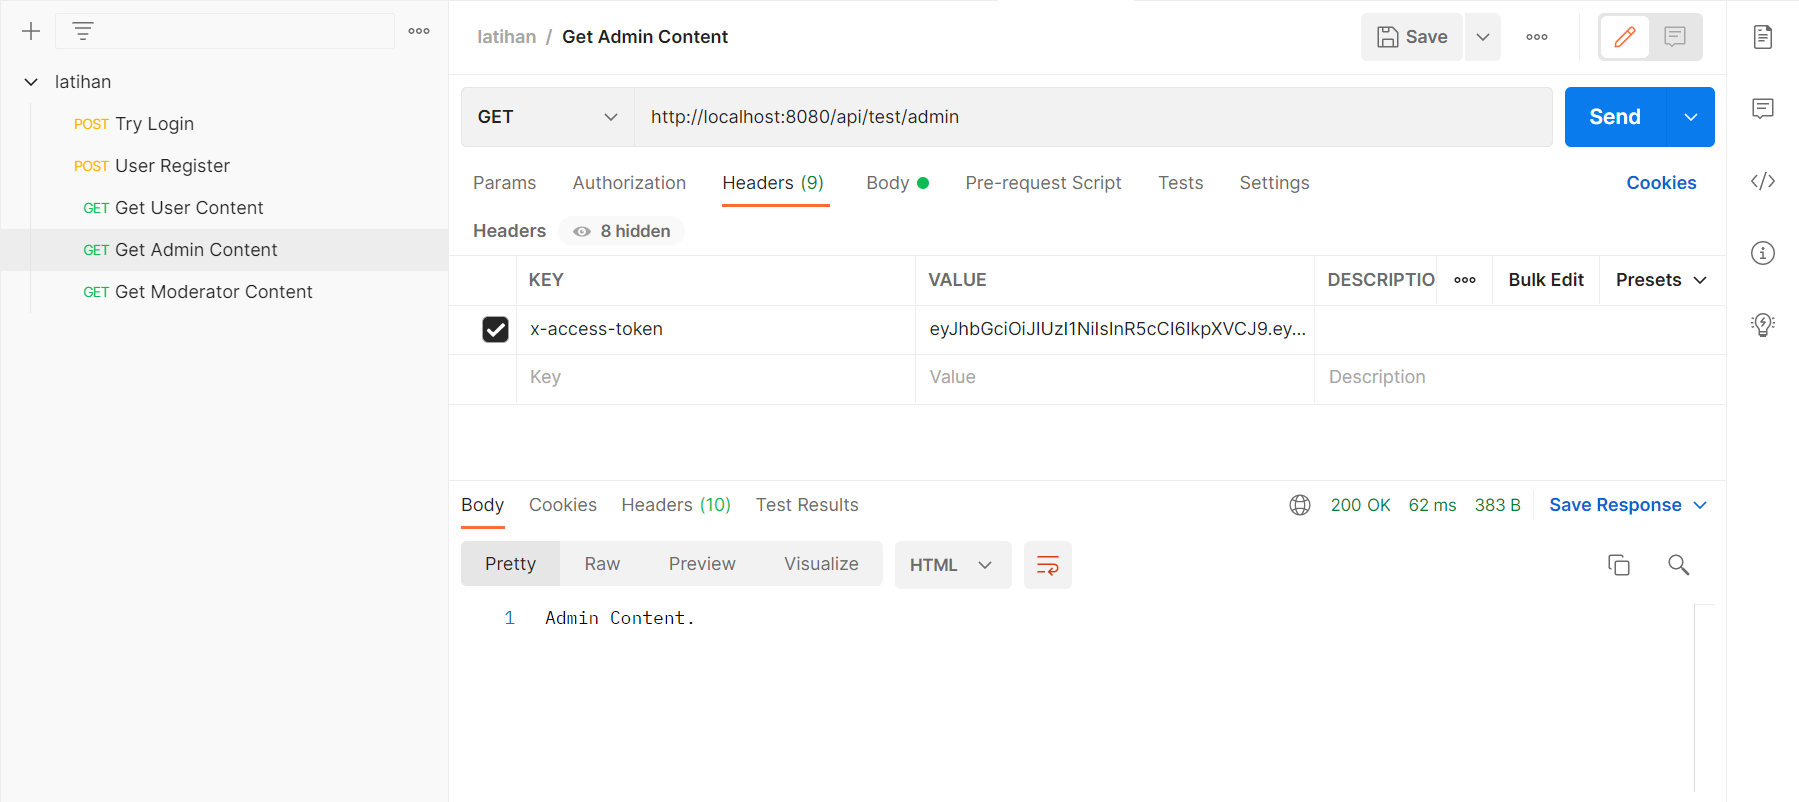 latihan
POST Try Login
POST User Register
GET Get User Content
GET Get Admin Content
GET Get Moderator Content
latihan / Get Admin Content
Save
GET
http://localhost:8080/api/test/admin
Send
Params Authorization Headers (9) Body Pre-request Script Tests Settings
Cookies
Headers 8 hidden
KEY VALUE DESCRIPTIO Bulk Edit Presets
x-access-token eyJhbGciOiJIUzI1NiIsInR5cCI6IkpXVCJ9.ey...
Key Value Description
Body Cookies Headers (10) Test Results
200 OK 62 ms 383 B Save Response
Pretty Raw Preview Visualize HTML
1 Admin Content.